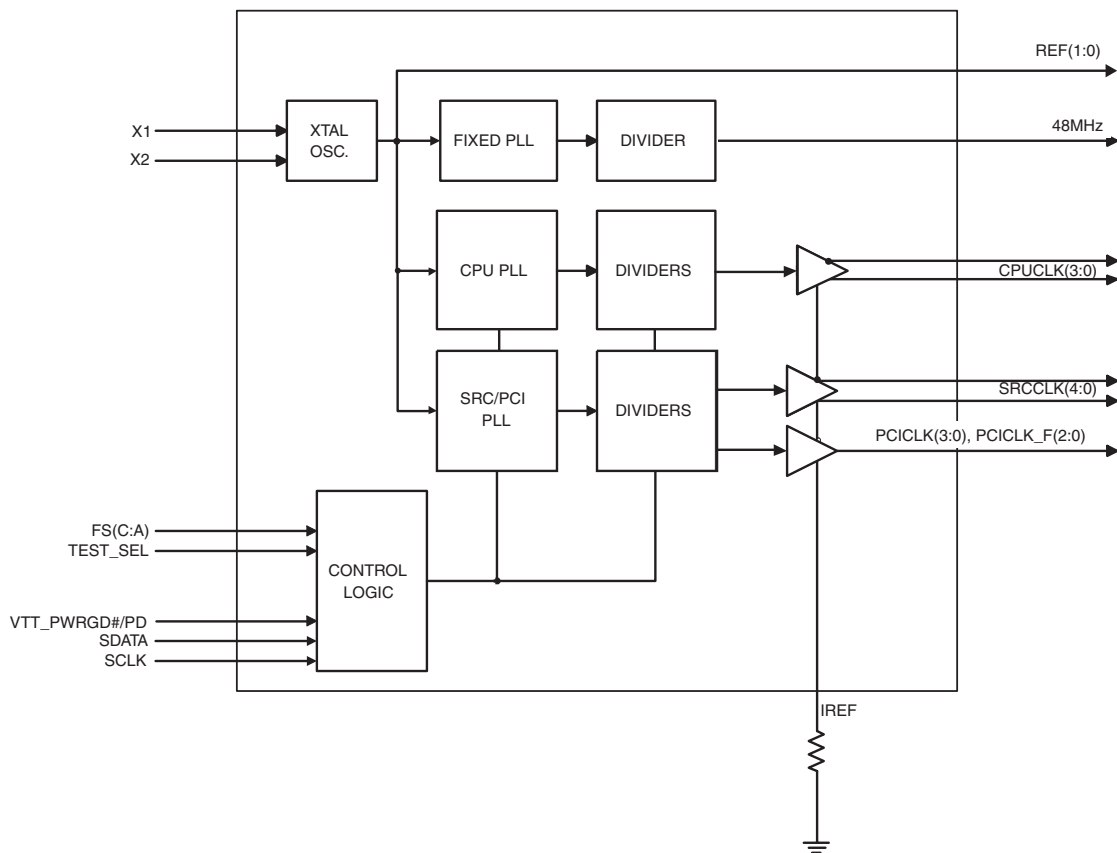 REF(1:0)
X1
X2
XTAL
OSC.
FIXED PLL
DIVIDER
48MHz
CPU PLL
DIVIDERS
CPUCLK(3:0)
SRC/PCI
PLL
DIVIDERS
SRCCLK(4:0)
PCICLK(3:0), PCICLK_F(2:0)
FS(C:A)
TEST_SEL
VTT_PWRGD#/PD
SDATA
SCLK
CONTROL
LOGIC
IREF